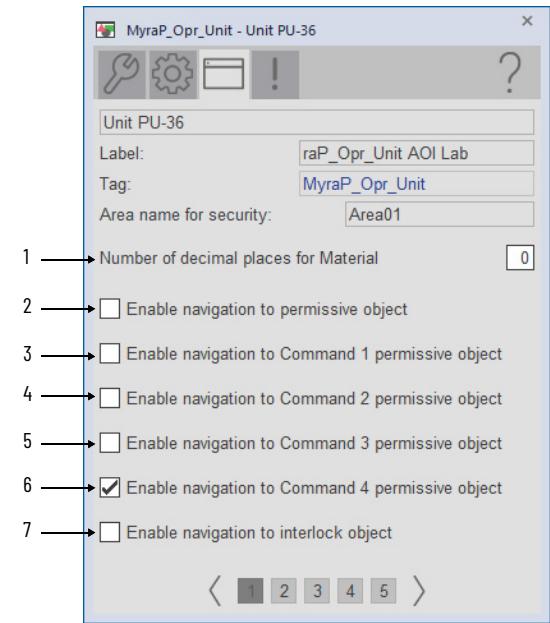 MyraP_Opr_Unit - Unit PU-36
×
!
?
Unit PU-36
Label: raP_Opr_Unit AOI Lab
Tag: MyraP_Opr_Unit
Area name for security: Area01
1 Number of decimal places for Material 0
2 Enable navigation to permissive object
3 Enable navigation to Command 1 permissive object
4 Enable navigation to Command 2 permissive object
5 Enable navigation to Command 3 permissive object
6 Enable navigation to Command 4 permissive object
7 Enable navigation to interlock object
1 2 3 4 5